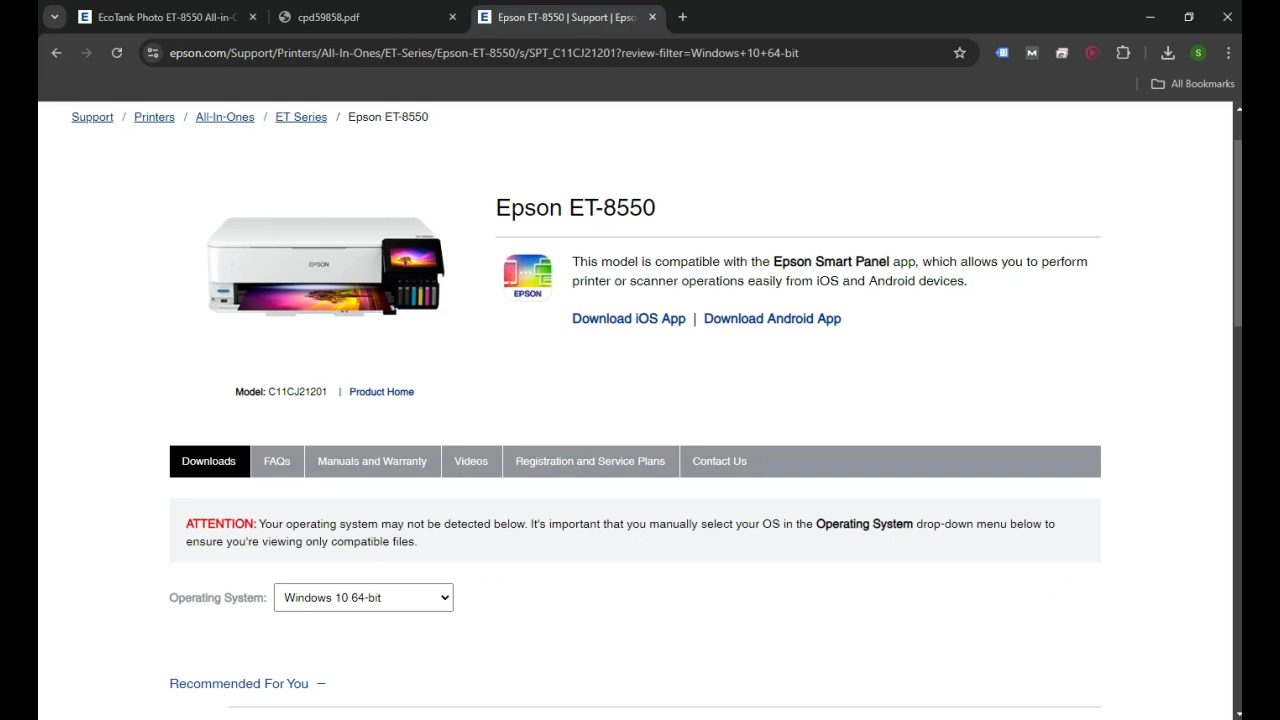 EcoTank Photo ET-8550 All-in-C
cpd59858.pdf
Epson ET-8550 | Support | Epso
epson.com/Support/Printers/All-In-Ones/ET-Series/Epson-ET-8550/s/SPT_C11CJ21201?review-filter=Windows+10+64-bit
All Bookmarks
Support / Printers / All-In-Ones / ET Series / Epson ET-8550
Epson ET-8550
This model is compatible with the Epson Smart Panel app, which allows you to perform
printer or scanner operations easily from iOS and Android devices.
EPSON
EPSON
Download iOS App | Download Android App
Model: C11CJ21201 | Product Home
Downloads FAQs Manuals and Warranty Videos Registration and Service Plans Contact Us
ATTENTION: Your operating system may not be detected below. It's important that you manually select your OS in the Operating System drop-down menu below to
ensure you're viewing only compatible files.
Operating System: Windows 10 64-bit
Recommended For You –